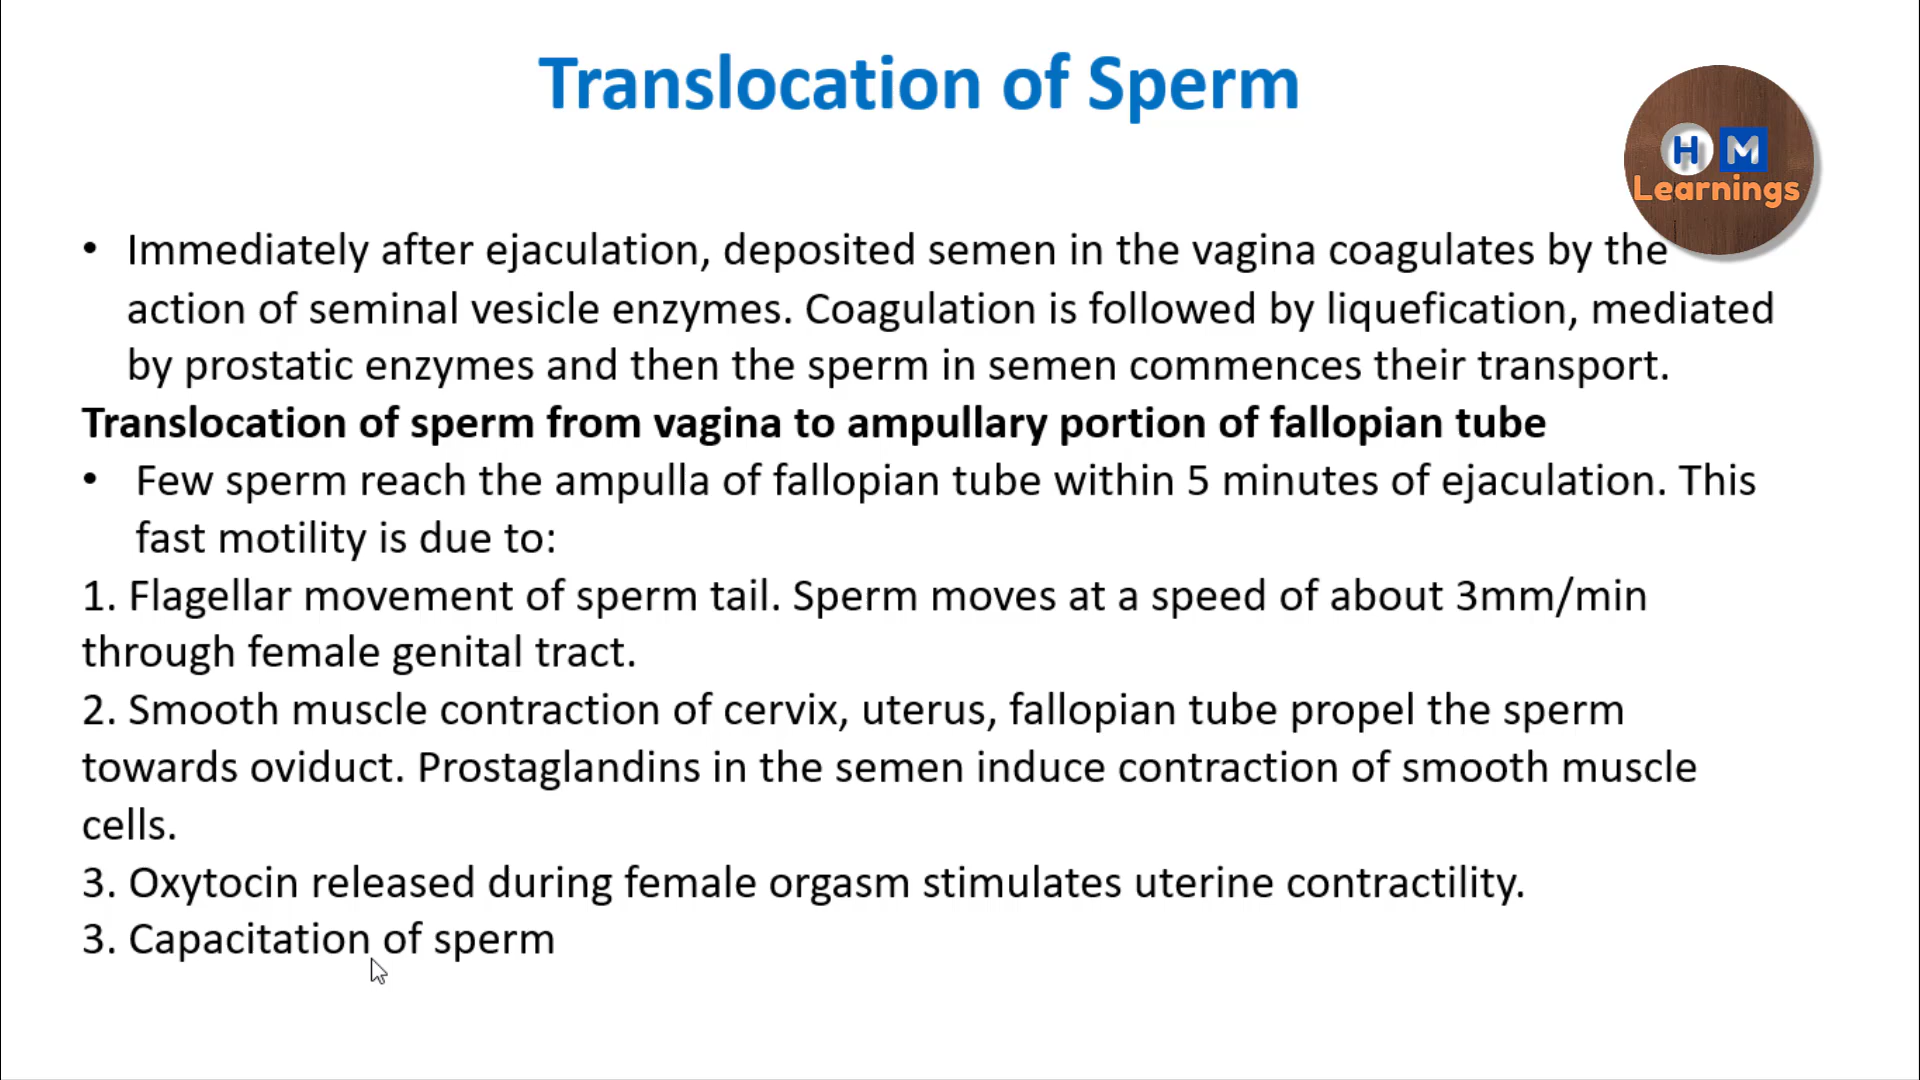 Translocation of Sperm
H M
Learnings
• Immediately after ejaculation, deposited semen in the vagina coagulates by the
action of seminal vesicle enzymes. Coagulation is followed by liquefication, mediated
by prostatic enzymes and then the sperm in semen commences their transport.
Translocation of sperm from vagina to ampullary portion of fallopian tube
• Few sperm reach the ampulla of fallopian tube within 5 minutes of ejaculation. This
fast motility is due to:
1. Flagellar movement of sperm tail. Sperm moves at a speed of about 3mm/min
through female genital tract.
2. Smooth muscle contraction of cervix, uterus, fallopian tube propel the sperm
towards oviduct. Prostaglandins in the semen induce contraction of smooth muscle
cells.
3. Oxytocin released during female orgasm stimulates uterine contractility.
3. Capacitation of sperm